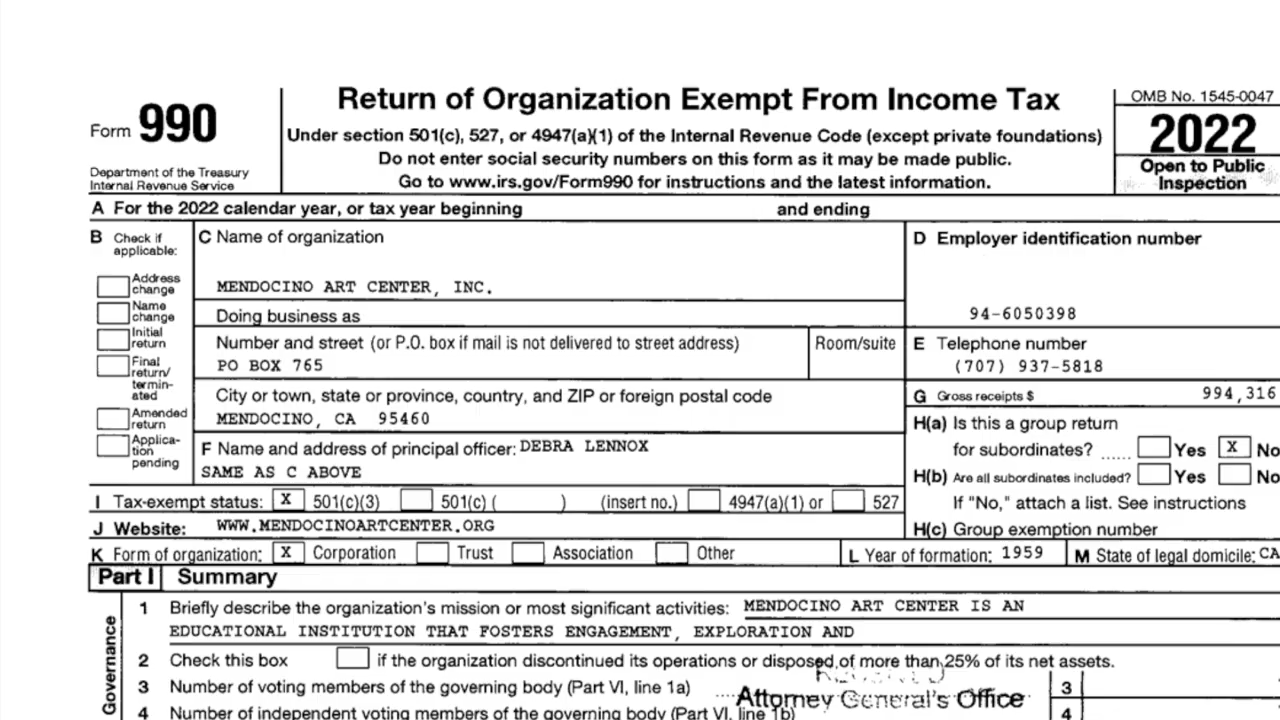 Form 990
Department of the Treasury
Internal Revenue Service
Return of Organization Exempt From Income Tax
Under section 501(c), 527, or 4947(a)(1) of the Internal Revenue Code (except private foundations)
Do not enter social security numbers on this form as it may be made public.
Go to www.irs.gov/Form990 for instructions and the latest information.
OMB No. 1545-0047
2022
Open to Public
Inspection
A For the 2022 calendar year, or tax year beginning and ending
B Check if
applicable:
Address
change
Name
change
Initial
return
Final
return/
termin-
ated
Amended
return
Applica-
tion
pending
C Name of organization
MENDOCINO ART CENTER, INC.
Doing business as
Number and street (or P.O. box if mail is not delivered to street address) Room/suite
PO BOX 765
City or town, state or province, country, and ZIP or foreign postal code
MENDOCINO, CA 95460
F Name and address of principal officer: DEBRA LENNOX
SAME AS C ABOVE
D Employer identification number
94-6050398
E Telephone number
(707) 937-5818
G Gross receipts $ 994,316
H(a) Is this a group return
for subordinates? ...... Yes X No
H(b) Are all subordinates included? Yes No
If "No," attach a list. See instructions
H(c) Group exemption number
I Tax-exempt status: X 501(c)(3) 501(c) ( ) (insert no.) 4947(a)(1) or 527
J Website: WWW.MENDOCINOARTCENTER.ORG
K Form of organization: X Corporation Trust Association Other
L Year of formation: 1959 M State of legal domicile: CA
Part I Summary
Governance
1 Briefly describe the organization's mission or most significant activities: MENDOCINO ART CENTER IS AN
EDUCATIONAL INSTITUTION THAT FOSTERS ENGAGEMENT, EXPLORATION AND
2 Check this box if the organization discontinued its operations or disposed of more than 25% of its net assets.
3 Number of voting members of the governing body (Part VI, line 1a) 3
Attorney General's Office
4 Number of independent voting members of the governing body (Part VI, line 1b) 4